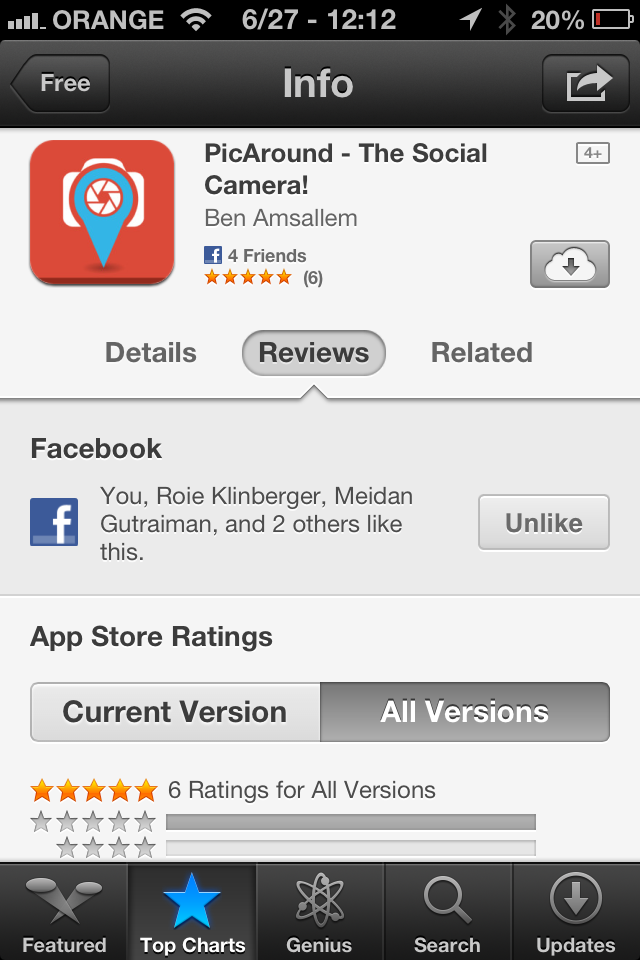 ORANGE 6/27 - 12:12 20%
Free Info
PicAround - The Social
Camera!
4+
Ben Amsallem
f 4 Friends
(6)
Details Reviews Related
Facebook
f
You, Roie Klinberger, Meidan
Gutraiman, and 2 others like
this.
Unlike
App Store Ratings
Current Version All Versions
6 Ratings for All Versions
Featured Top Charts Genius Search Updates